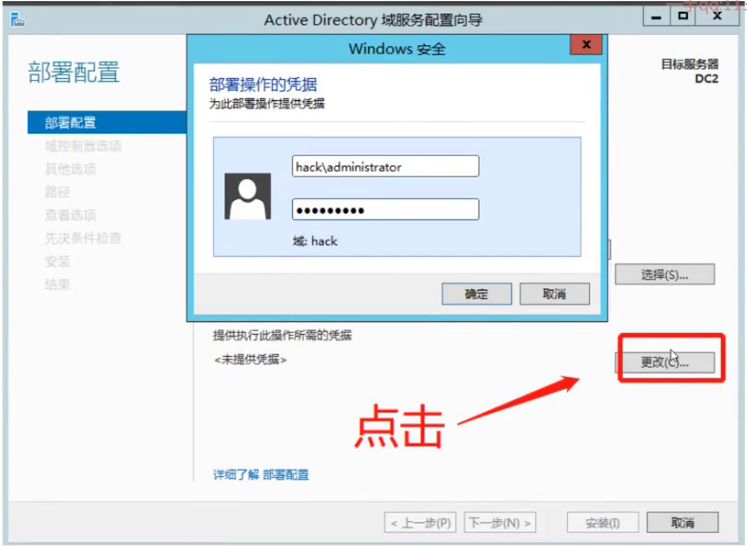 Active Directory 域服务配置向导
Windows 安全
部署配置
目标服务器
DC2
部署操作的凭据
为此部署操作提供凭据
部署配置
域控制器选项
其他选项
路径
查看选项
先决条件检查
安装
结果
hack\administrator
●●●●●●●●●
域: hack
确定
取消
选择(S)...
提供执行此操作所需的凭据
<未提供凭据>
更改(C)...
点击
详细了解 部署配置
< 上一步(P)
下一步(N) >
安装(I)
取消